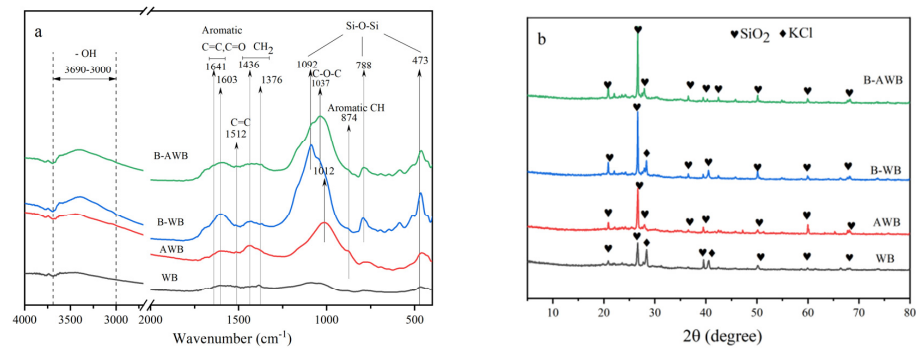 a
Aromatic
Si-O-Si
- OH
C=C,C=O
CH2
3690-3000
1641
1436
1092
C-O-C
788
473
1603
1376
1037
Aromatic CH
C=C
874
1512
B-AWB
1012
B-WB
AWB
WB
4000
3500
3000
2000
1500
1000
500
Wavenumber (cm-1)
b
♥SiO2 ♦KCl
B-AWB
B-WB
AWB
WB
5
10
20
30
40
50
60
70
80
2θ (degree)